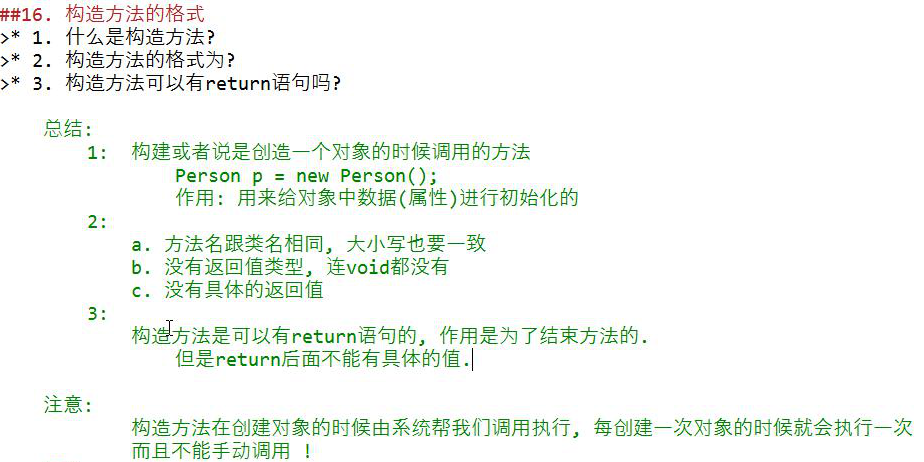 ##16. 构造方法的格式
>* 1. 什么是构造方法?
>* 2. 构造方法的格式为?
>* 3. 构造方法可以有return语句吗?
总结:
1: 构建或者说是创造一个对象的时候调用的方法
Person p = new Person();
作用: 用来给对象中数据(属性)进行初始化的
2:
a. 方法名跟类名相同, 大小写也要一致
b. 没有返回值类型, 连void都没有
c. 没有具体的返回值
3:
构造方法是可以有return语句的, 作用是为了结束方法的.
但是return后面不能有具体的值.
注意:
构造方法在创建对象的时候由系统帮我们调用执行, 每创建一次对象的时候就会执行一次
而且不能手动调用 !